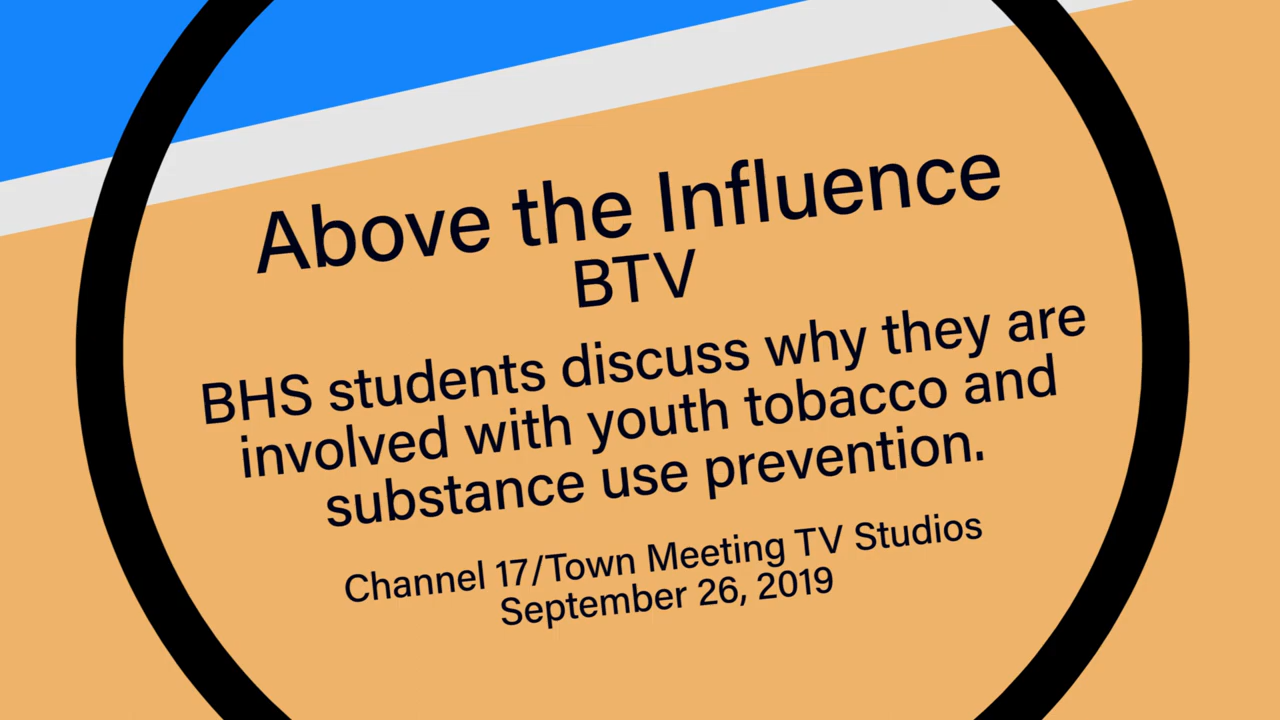 Above the Influence
BTV
BHS students discuss why they are
involved with youth tobacco and
substance use prevention.
Channel 17/Town Meeting TV Studios
September 26, 2019